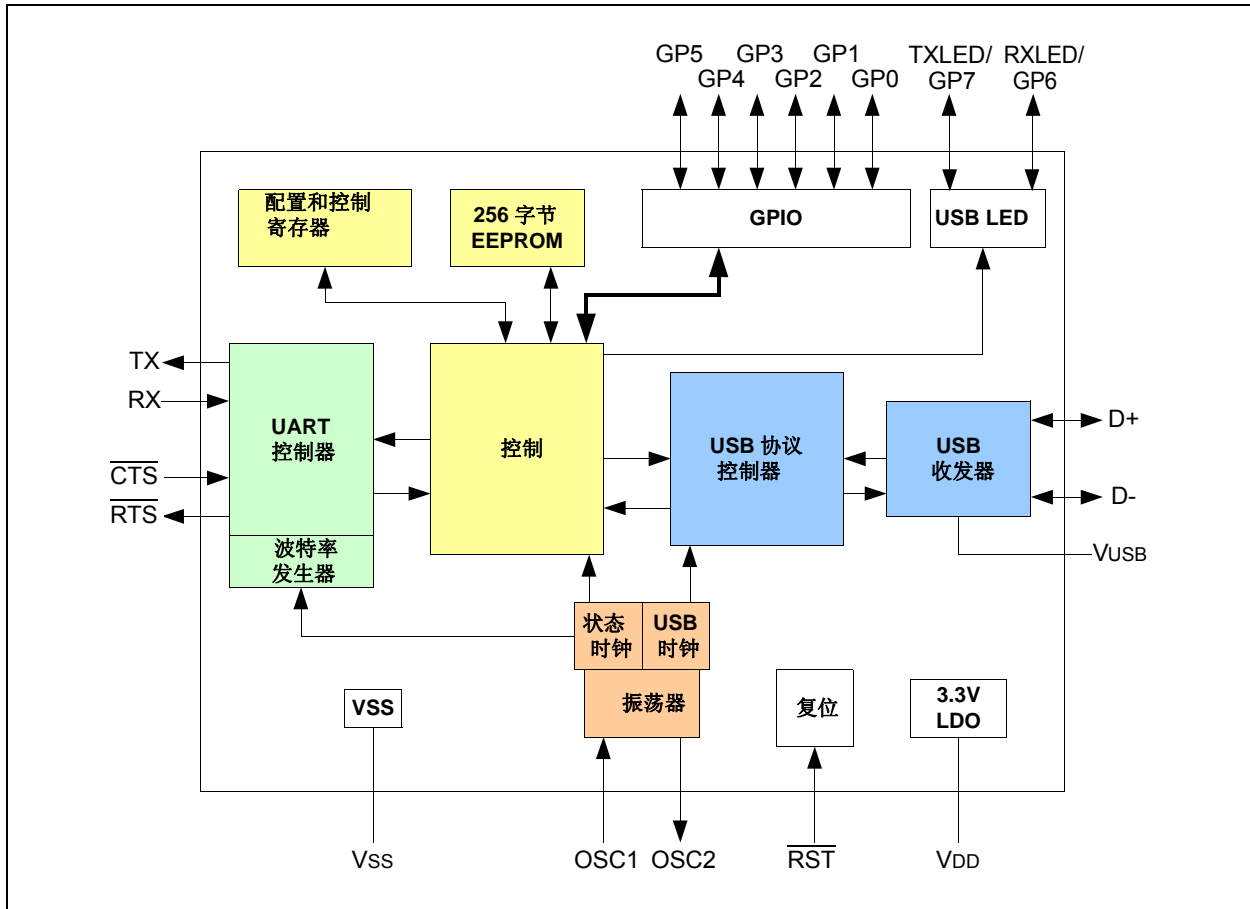 GP5 GP3 GP1 TXLED/ RXLED/
GP4 GP2 GP0 GP7 GP6
配置和控制
寄存器
256 字节
EEPROM
GPIO
USB LED
TX
RX
CTS
RTS
UART
控制器
波特率
发生器
控制
USB 协议
控制器
USB
收发器
D+
D-
VUSB
状态
时钟
USB
时钟
振荡器
VSS
复位
3.3V
LDO
VSS
OSC1
OSC2
RST
VDD